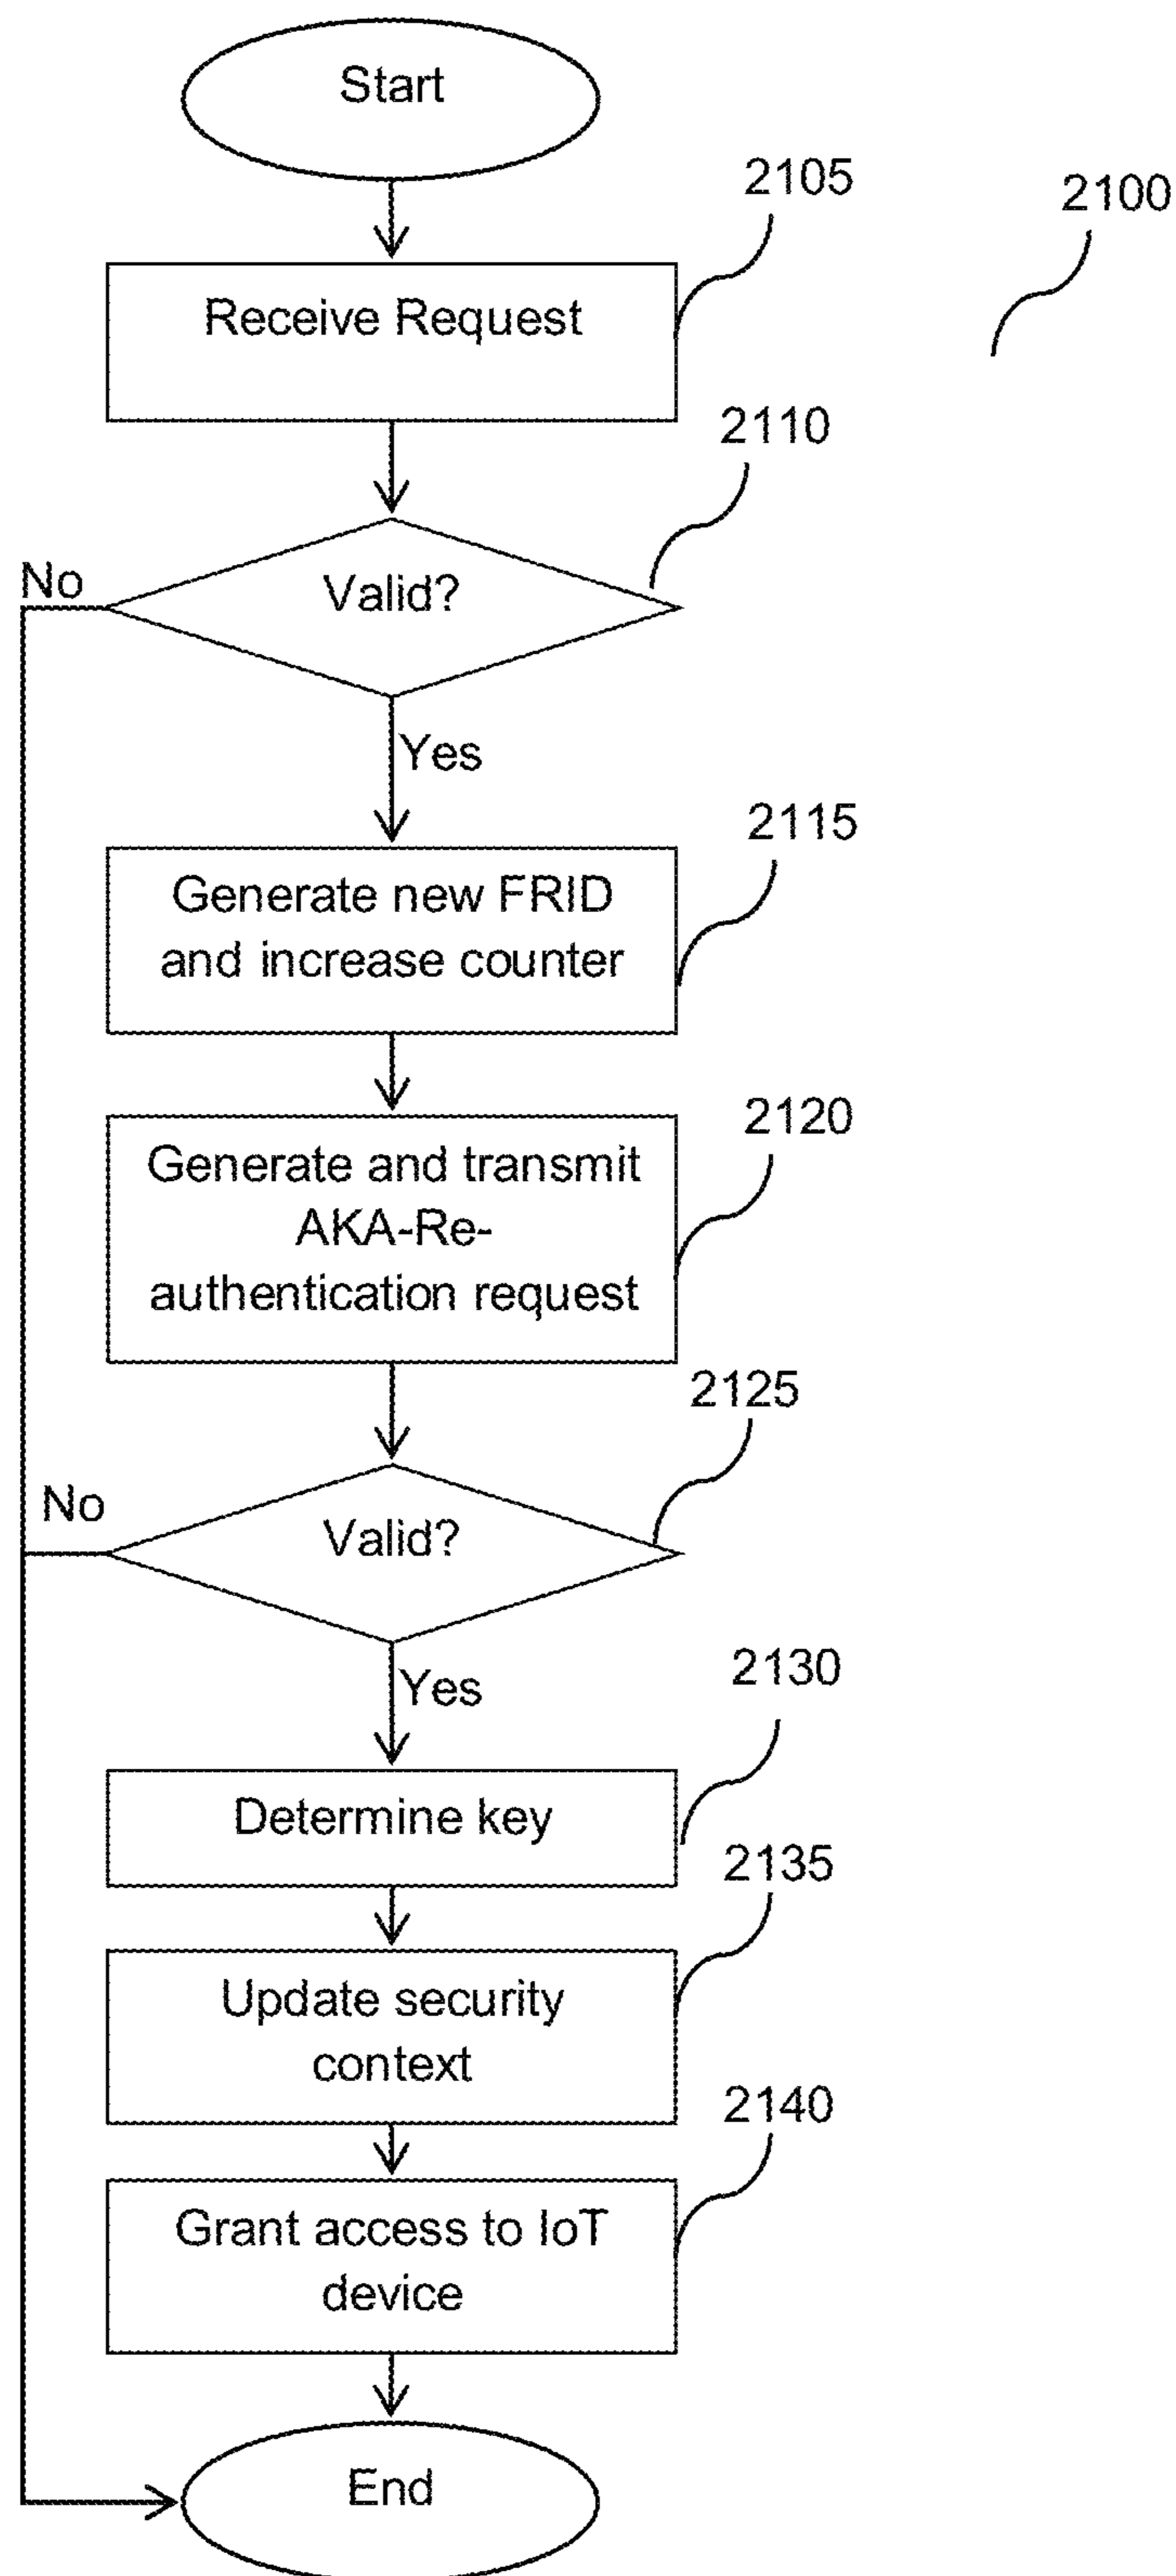 Start
2105
2100
Receive Request
2110
No
Valid?
Yes
2115
Generate new FRID
and increase counter
2120
Generate and transmit
AKA-Re-
authentication request
2125
No
Valid?
Yes
2130
Determine key
2135
Update security
context
2140
Grant access to IoT
device
End